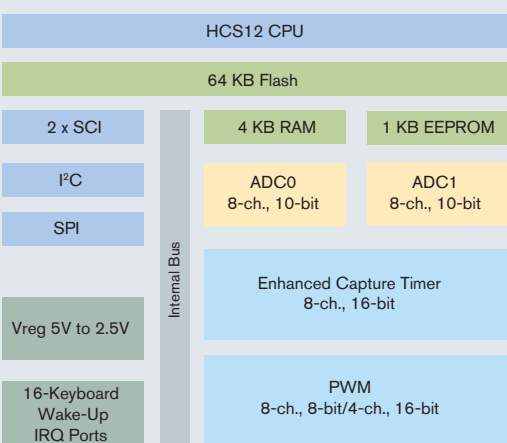 HCS12 CPU
64 KB Flash
2 x SCI
4 KB RAM
1 KB EEPROM
I²C
ADC0
8-ch., 10-bit
ADC1
8-ch., 10-bit
SPI
Internal Bus
Enhanced Capture Timer
8-ch., 16-bit
Vreg 5V to 2.5V
16-Keyboard
Wake-Up
IRQ Ports
PWM
8-ch., 8-bit/4-ch., 16-bit